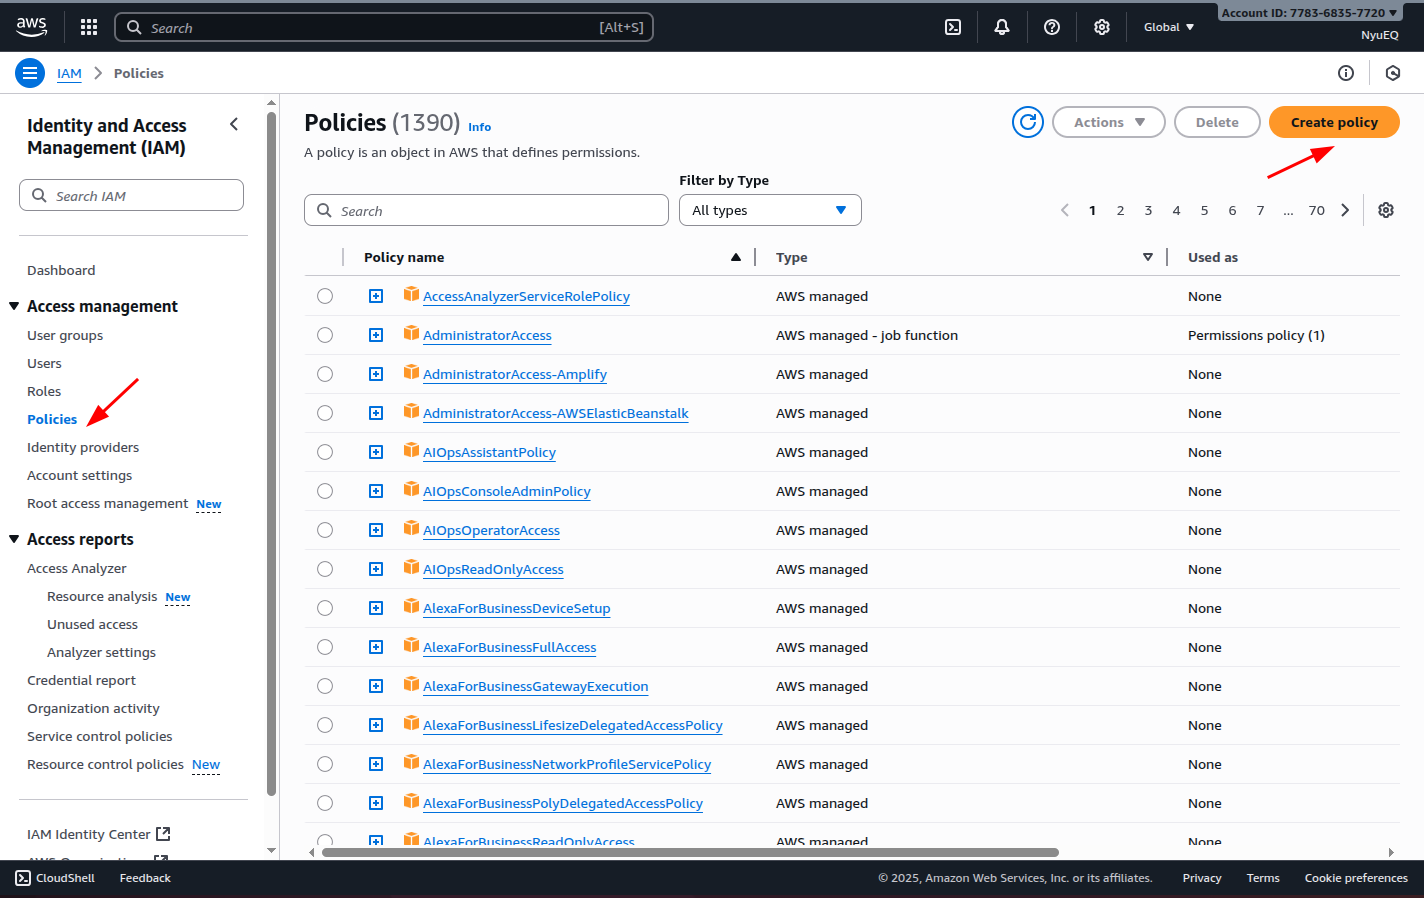 aws
Search
[Alt+S]
Global
Account ID: 7783-6835-7720
NyuEQ
IAM
Policies
Identity and Access
Management (IAM)
Search IAM
Dashboard
Access management
User groups
Users
Roles
Policies
Identity providers
Account settings
Root access management New
Access reports
Access Analyzer
Resource analysis New
Unused access
Analyzer settings
Credential report
Organization activity
Service control policies
Resource control policies New
IAM Identity Center
Policies (1390) Info
A policy is an object in AWS that defines permissions.
Actions
Delete
Create policy
Filter by Type
Search
All types
1 2 3 4 5 6 7 ... 70
Policy name Type Used as
AccessAnalyzerServiceRolePolicy AWS managed None
AdministratorAccess AWS managed - job function Permissions policy (1)
AdministratorAccess-Amplify AWS managed None
AdministratorAccess-AWSElasticBeanstalk AWS managed None
AIOpsAssistantPolicy AWS managed None
AIOpsConsoleAdminPolicy AWS managed None
AIOpsOperatorAccess AWS managed None
AIOpsReadOnlyAccess AWS managed None
AlexaForBusinessDeviceSetup AWS managed None
AlexaForBusinessFullAccess AWS managed None
AlexaForBusinessGatewayExecution AWS managed None
AlexaForBusinessLifesizeDelegatedAccessPolicy AWS managed None
AlexaForBusinessNetworkProfileServicePolicy AWS managed None
AlexaForBusinessPolyDelegatedAccessPolicy AWS managed None
AlexaForBusinessReadOnlyAccess AWS managed None
CloudShell Feedback
© 2025, Amazon Web Services, Inc. or its affiliates. Privacy Terms Cookie preferences